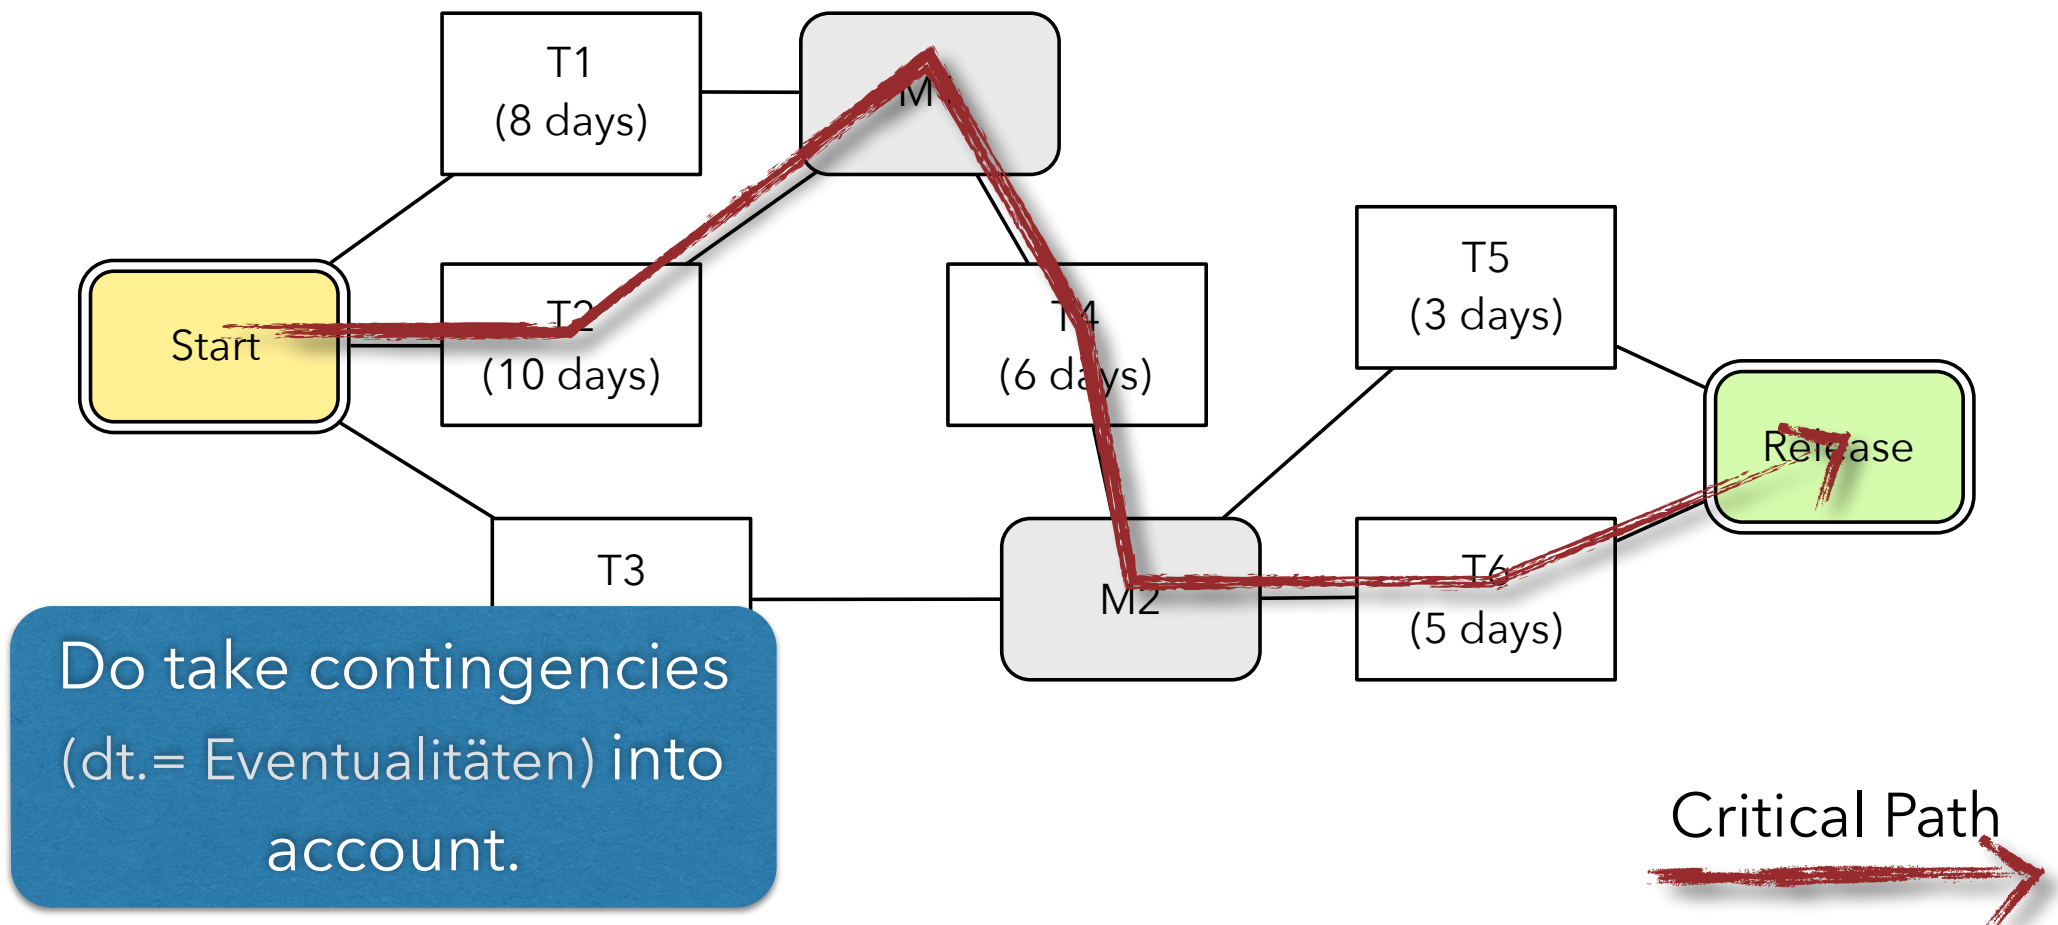 T1
(8 days)
M
T5
(3 days)
Start
T2
(10 days)
T4
(6 days)
Release
T3
M2
T6
(5 days)
Do take contingencies
(dt.= Eventualitäten) into
account.
Critical Path